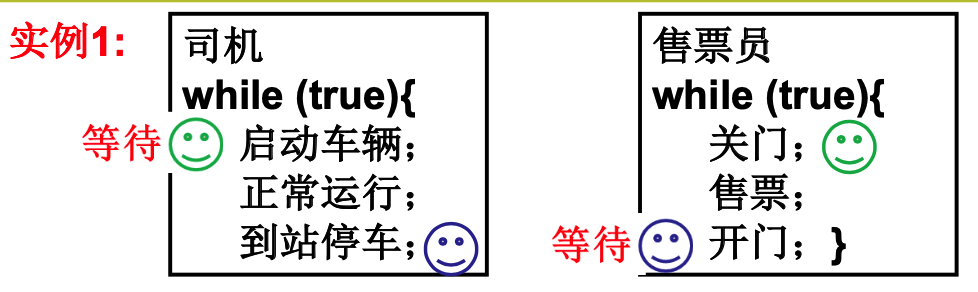 实例1:
司机
while (true){
等待 启动车辆；
正常运行；
到站停车；
售票员
while (true){
关门；
售票；
等待 开门；}